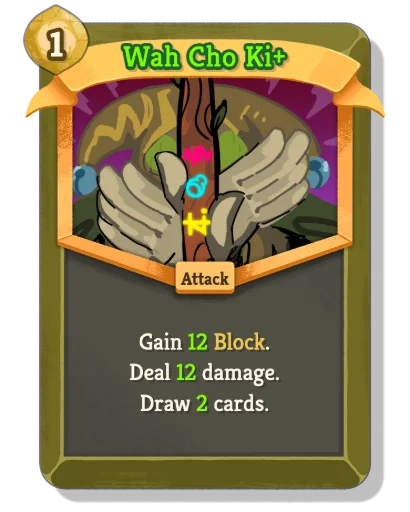 1
Wah Cho Ki+
Attack
Gain 12 Block.
Deal 12 damage.
Draw 2 cards.